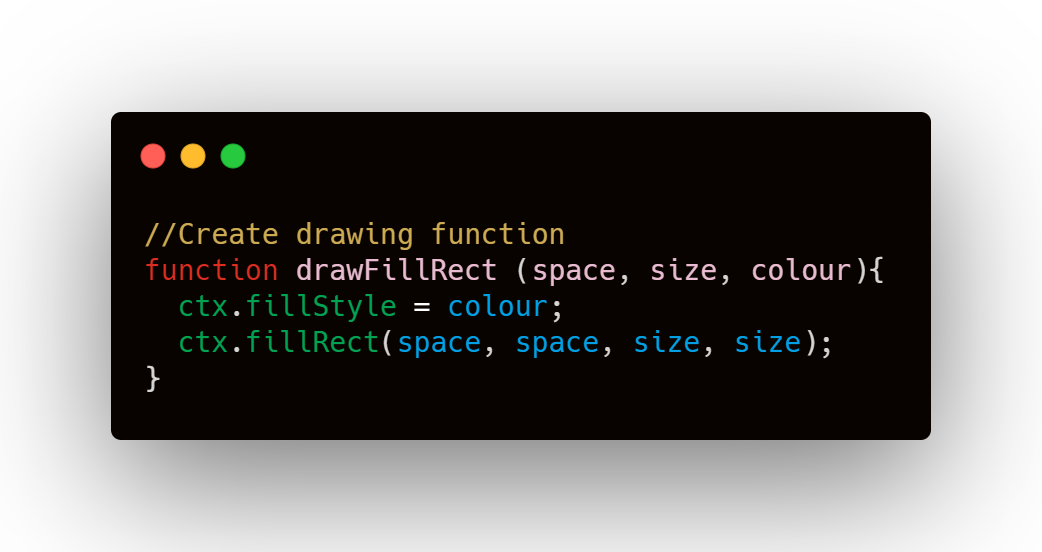 //Create drawing function
function drawFillRect (space, size, colour){
  ctx.fillStyle = colour;
  ctx.fillRect(space, space, size, size);
}